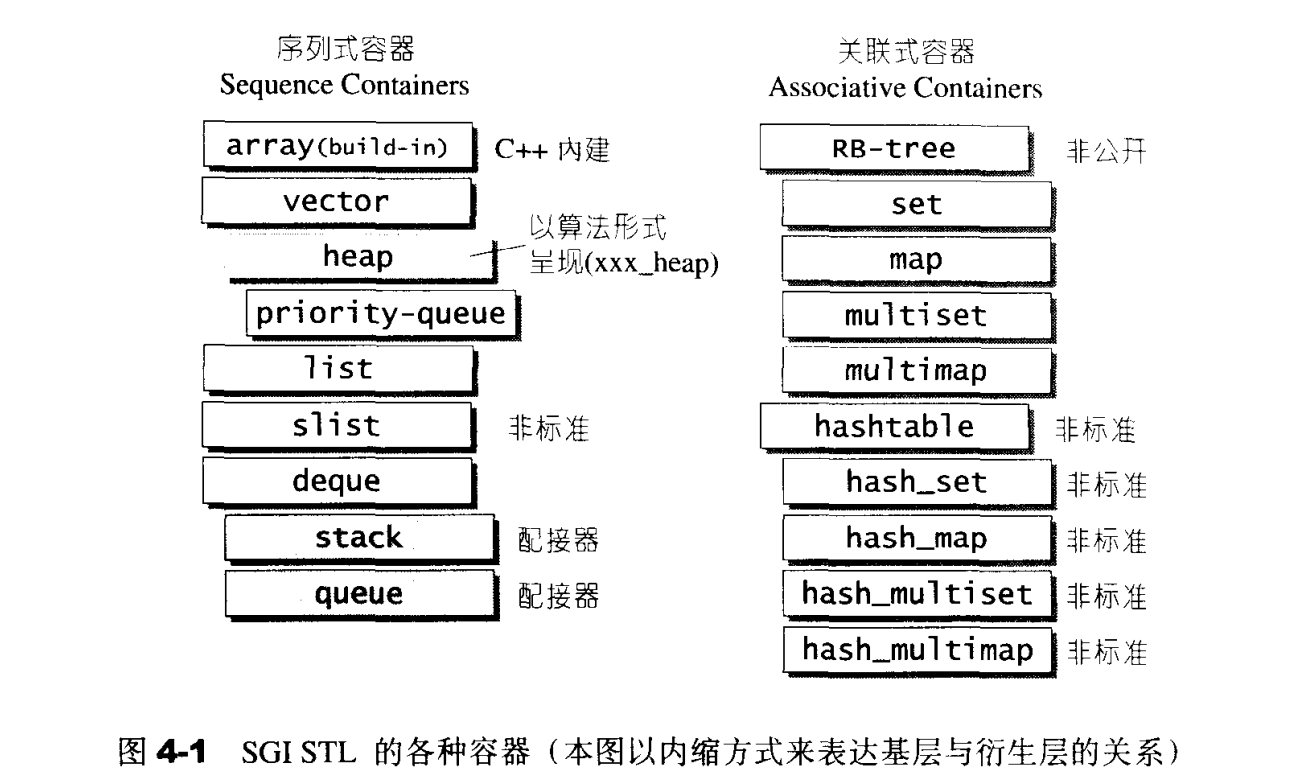 序列式容器
Sequence Containers
array(build-in) C++ 内建
vector
heap
以算法形式
呈现(xxx_heap)
priority-queue
list
slist 非标准
deque
stack 配接器
queue 配接器
关联式容器
Associative Containers
RB-tree 非公开
set
map
multiset
multimap
hashtable 非标准
hash_set 非标准
hash_map 非标准
hash_multiset 非标准
hash_multimap 非标准
图 4-1 SGI STL 的各种容器（本图以内缩方式来表达基层与衍生层的关系）